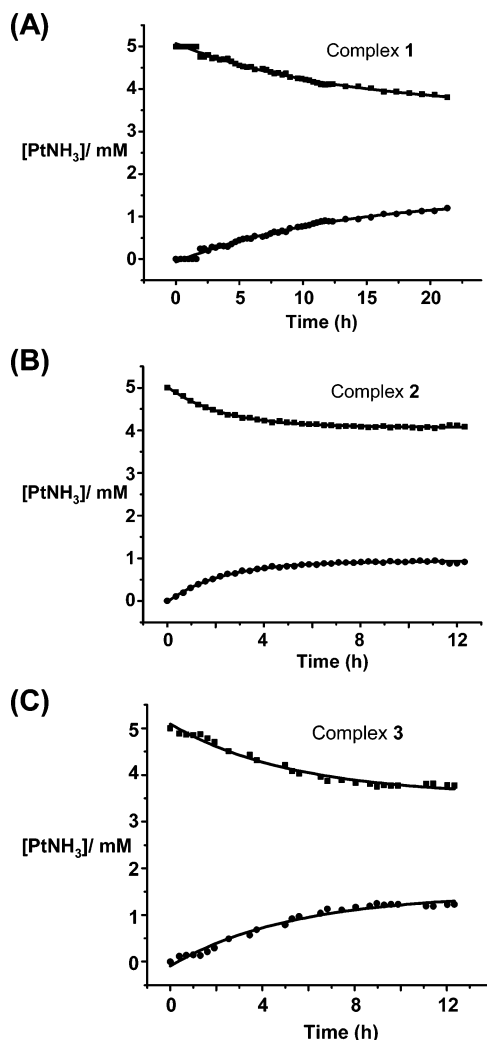 (A)
Complex 1
5
4
3
[PtNH3]/ mM
2
1
0
0 5 10 15 20
Time (h)
(B)
Complex 2
5
4
3
[PtNH3]/ mM
2
1
0
0 4 8 12
Time (h)
(C)
Complex 3
5
4
3
[PtNH3]/ mM
2
1
0
0 4 8 12
Time (h)